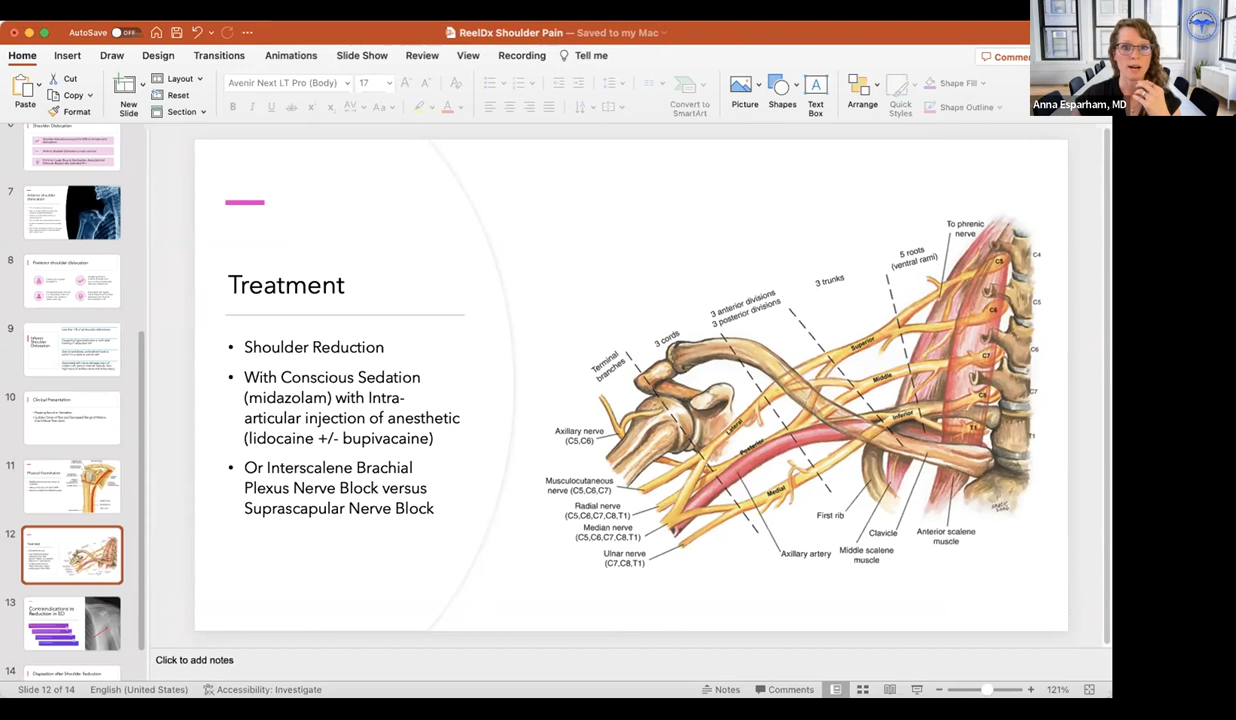 AutoSave OFF
ReelDx Shoulder Pain — Saved to my Mac
Home Insert Draw Design Transitions Animations Slide Show Review View Recording Tell me
Comme
Paste
Cut
Copy
Format
New Slide
Layout
Reset
Section
Avenir Next LT Pro (Body) 17
Convert to SmartArt
Picture
Shapes
Text Box
Arrange
Quick Styles
Shape Fill
Shape Outline
Anna Esparham, MD
Shoulder Dislocation
7
Anterior shoulder dislocation
8
Posterior shoulder dislocation
9
Inferior Shoulder Dislocation
10
Clinical Presentation
11
Physical Examination
12
Treatment
13
Contraindications to Reduction in ED
14
Disposition after Shoulder Reduction
Treatment
• Shoulder Reduction
• With Conscious Sedation
(midazolam) with Intra-
articular injection of anesthetic
(lidocaine +/- bupivacaine)
• Or Interscalene Brachial
Plexus Nerve Block versus
Suprascapular Nerve Block
To phrenic
nerve
5 roots
(ventral rami)
3 trunks
3 anterior divisions
3 posterior divisions
3 cords
Terminal
branches
C4
C5
C5
C6
C6
C7
C7
C8
T1
T1
Superior
Middle
Inferior
Lateral
Posterior
Medial
Axillary nerve
(C5,C6)
Musculocutaneous
nerve (C5,C6,C7)
Radial nerve
(C5,C6,C7,C8,T1)
Median nerve
(C5,C6,C7,C8,T1)
Ulnar nerve
(C7,C8,T1)
Axillary artery
First rib
Middle scalene
muscle
Clavicle
Anterior scalene
muscle
Click to add notes
Slide 12 of 14 English (United States) Accessibility: Investigate
Notes Comments 121%